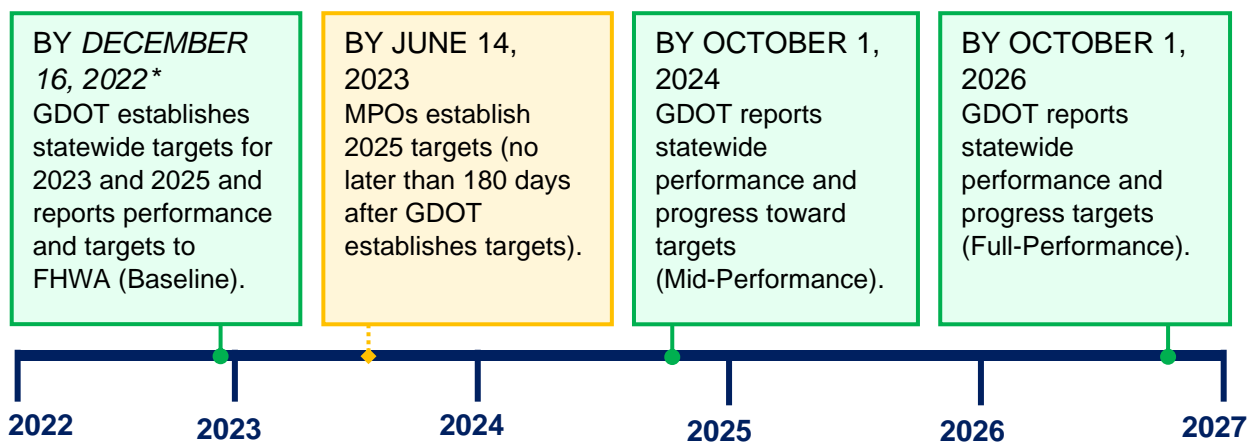 BY DECEMBER
16, 2022*
GDOT establishes
statewide targets for
2023 and 2025 and
reports performance
and targets to
FHWA (Baseline).
BY JUNE 14,
2023
MPOs establish
2025 targets (no
later than 180 days
after GDOT
establishes targets).
BY OCTOBER 1,
2024
GDOT reports
statewide
performance and
progress toward
targets
(Mid-Performance).
BY OCTOBER 1,
2026
GDOT reports
statewide
performance and
progress targets
(Full-Performance).
2022
2023
2024
2025
2026
2027